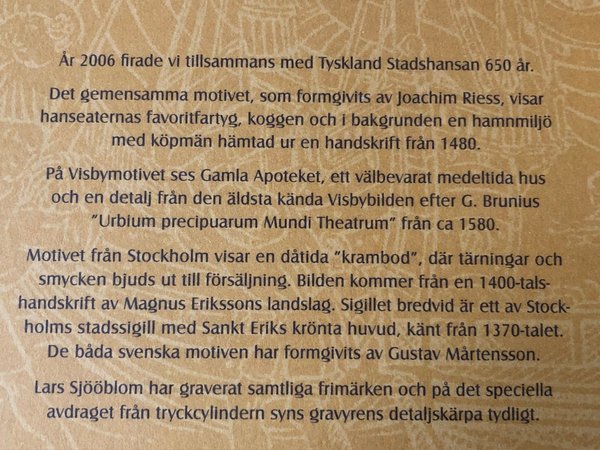 År 2006 firade vi tillsammans med Tyskland Stadshansan 650 år.
Det gemensamma motivet, som formgivits av Joachim Riess, visar
hanseaternas favoritfartyg, koggen och i bakgrunden en hamnmiljö
med köpmän hämtad ur en handskrift från 1480.
På Visbymotivet ses Gamla Apoteket, ett välbevarat medeltida hus
och en detalj från den äldsta kända Visbybilden efter G. Brunius
”Urbium precipuarum Mundi Theatrum” från ca 1580.
Motivet från Stockholm visar en dåtida ”krambod”, där tärningar och
smycken bjuds ut till försäljning. Bilden kommer från en 1400-tals-
handskrift av Magnus Erikssons landslag. Sigillet bredvid är ett av Stock-
holms stadssigill med Sankt Eriks krönta huvud, känt från 1370-talet.
De båda svenska motiven har formgivits av Gustav Mårtensson.
Lars Sjööblom har graverat samtliga frimärken och på det speciella
avdraget från tryckcylindern syns gravyrens detaljskärpa tydligt.